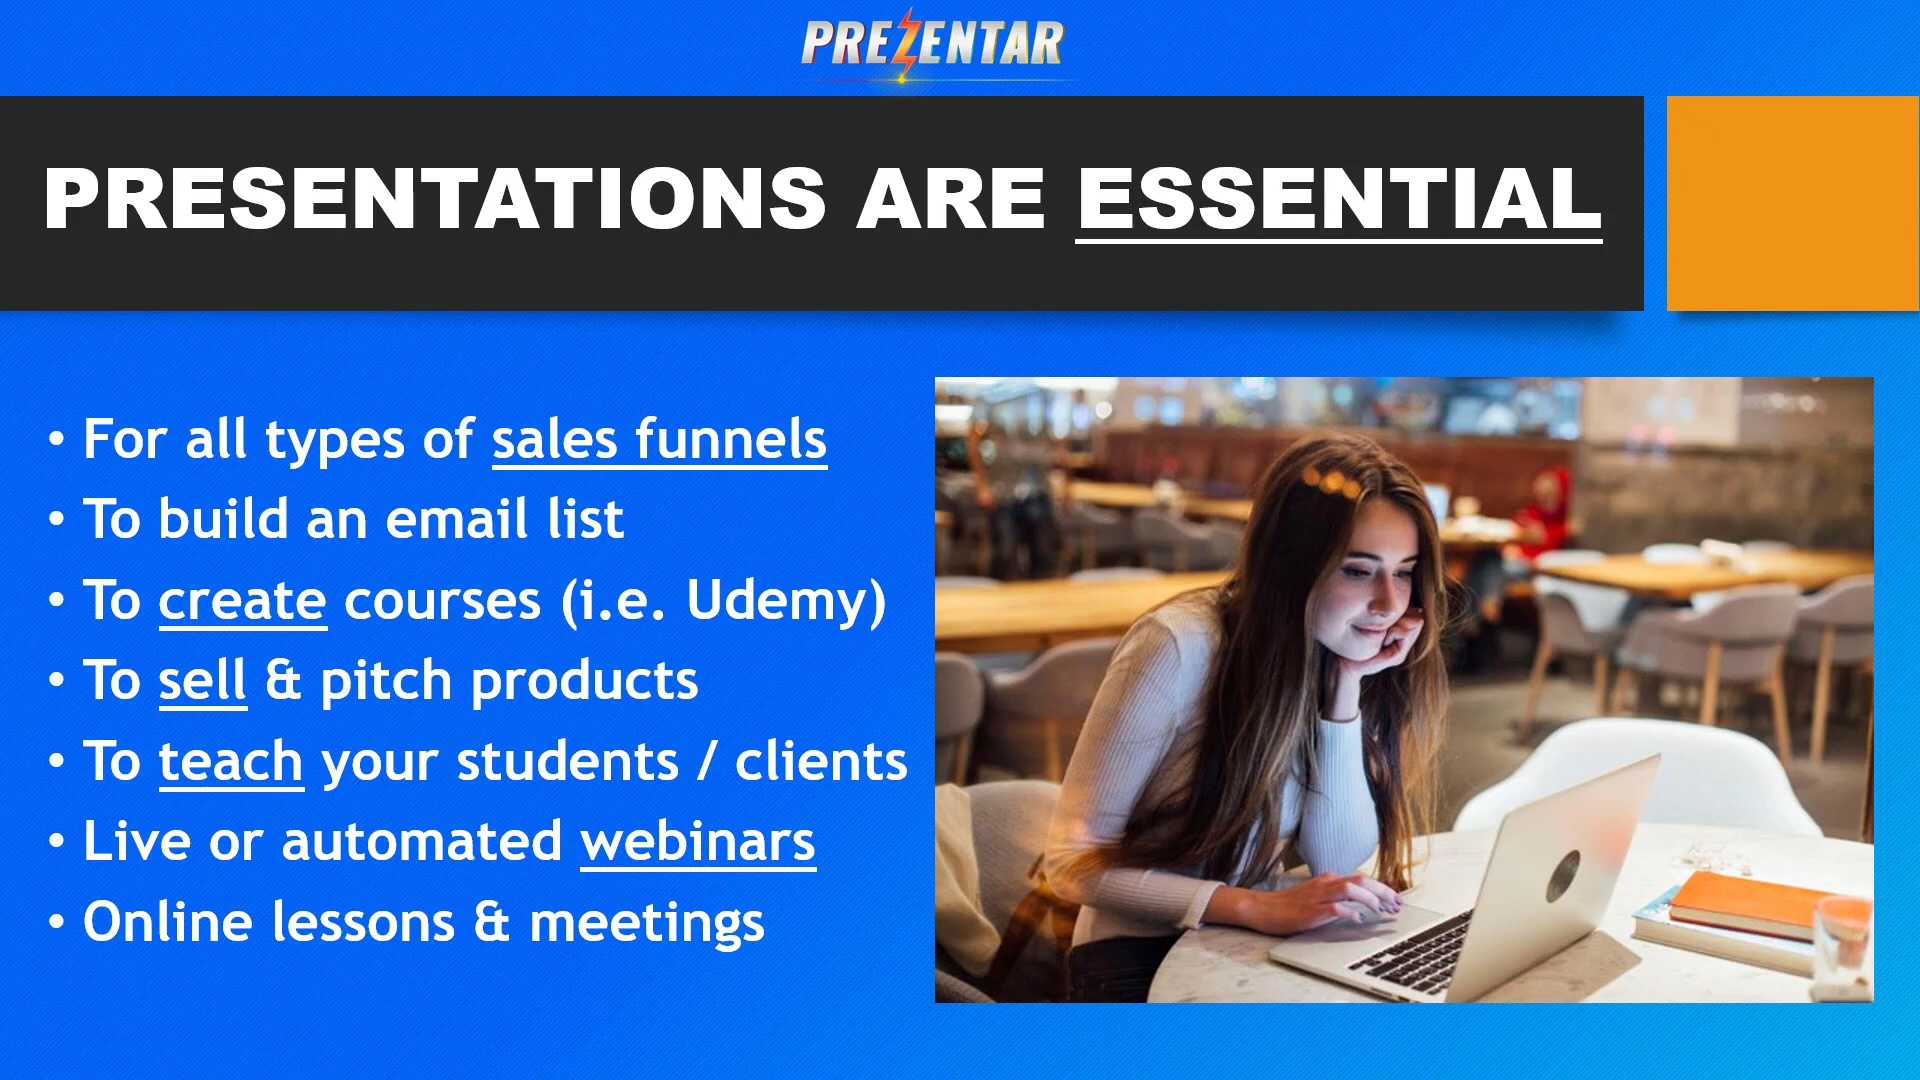 PREZENTAR
PRESENTATIONS ARE ESSENTIAL
• For all types of sales funnels
• To build an email list
• To create courses (i.e. Udemy)
• To sell & pitch products
• To teach your students / clients
• Live or automated webinars
• Online lessons & meetings